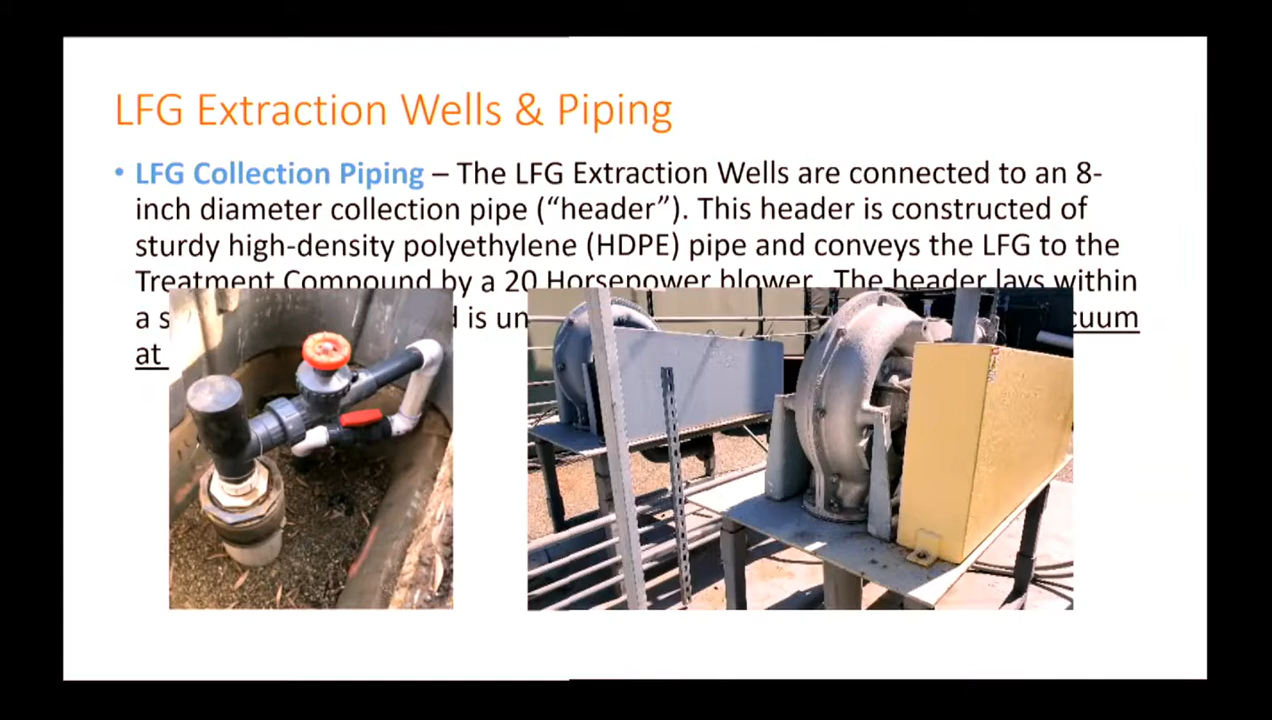 LFG Extraction Wells & Piping
• LFG Collection Piping – The LFG Extraction Wells are connected to an 8-
inch diameter collection pipe (“header”). This header is constructed of
sturdy high-density polyethylene (HDPE) pipe and conveys the LFG to the
Treatment Compound by a 20 Horsepower blower. The header lays within
a is
at